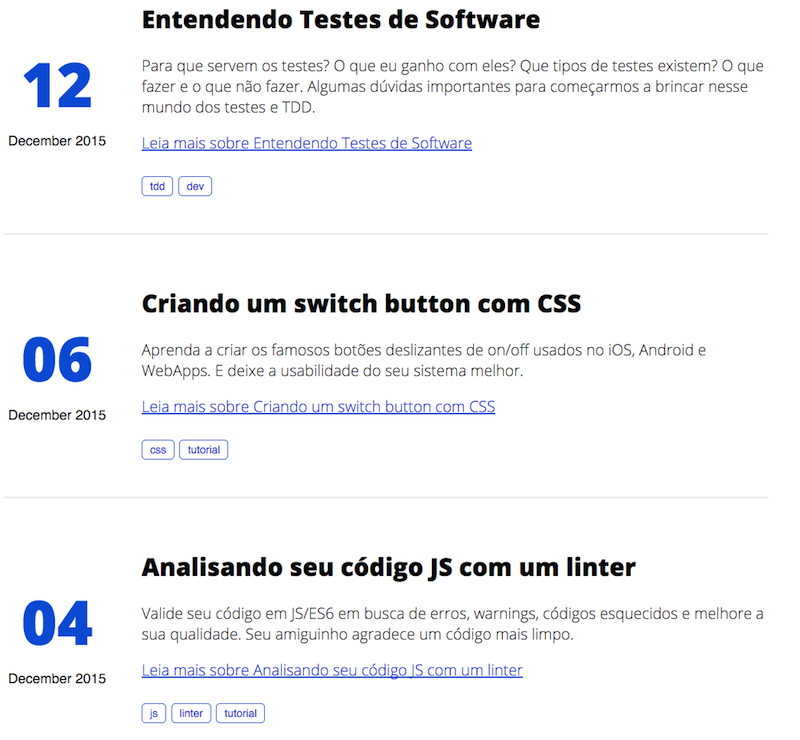 Entendendo Testes de Software
12
December 2015
Para que servem os testes? O que eu ganho com eles? Que tipos de testes existem? O que
fazer e o que não fazer. Algumas dúvidas importantes para começarmos a brincar nesse
mundo dos testes e TDD.
Leia mais sobre Entendendo Testes de Software
tdd dev
Criando um switch button com CSS
06
December 2015
Aprenda a criar os famosos botões deslizantes de on/off usados no iOS, Android e
WebApps. E deixe a usabilidade do seu sistema melhor.
Leia mais sobre Criando um switch button com CSS
css tutorial
Analisando seu código JS com um linter
04
December 2015
Valide seu código em JS/ES6 em busca de erros, warnings, códigos esquecidos e melhore a
sua qualidade. Seu amiguinho agradece um código mais limpo.
Leia mais sobre Analisando seu código JS com um linter
js linter tutorial